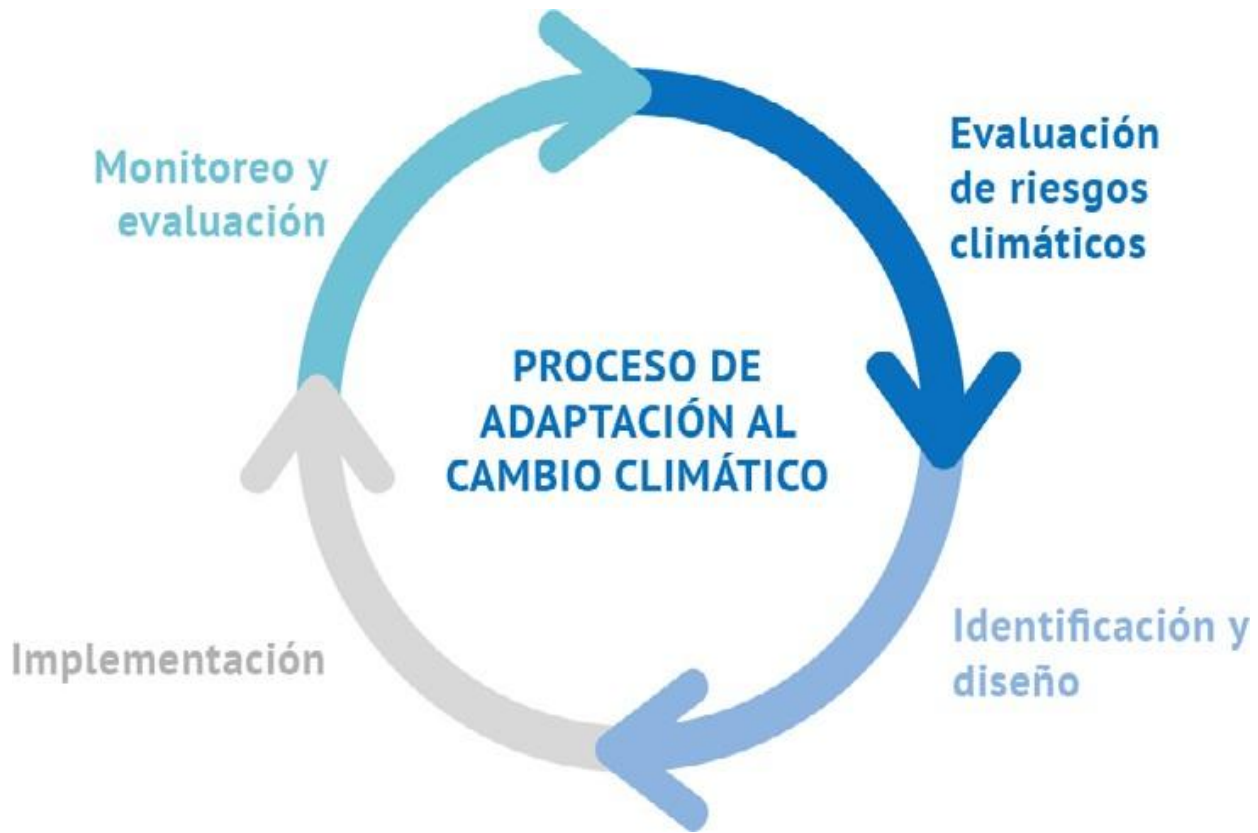 Evaluación
de riesgos
climáticos
Monitoreo y
evaluación
PROCESO DE
ADAPTACIÓN AL
CAMBIO CLIMÁTICO
Identificación y
diseño
Implementación